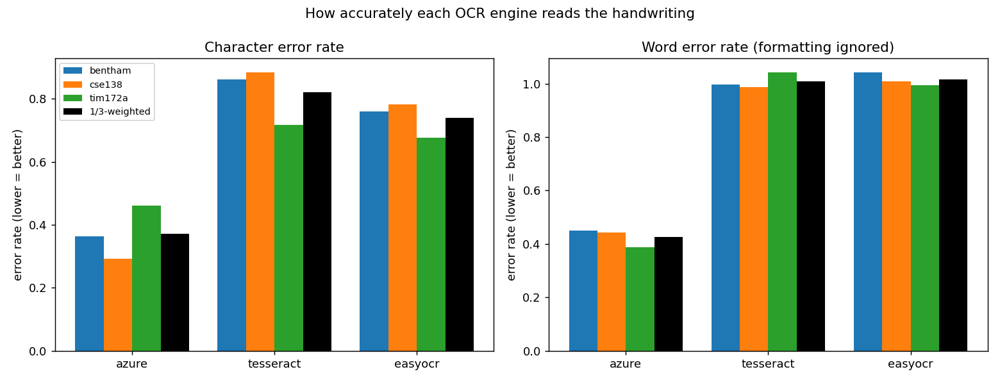 How accurately each OCR engine reads the handwriting
Character error rate
error rate (lower = better)
0.8
0.6
0.4
0.2
0.0
bentham
cse138
tim172a
1/3-weighted
azure
tesseract
easyocr
Word error rate (formatting ignored)
error rate (lower = better)
1.0
0.8
0.6
0.4
0.2
0.0
azure
tesseract
easyocr